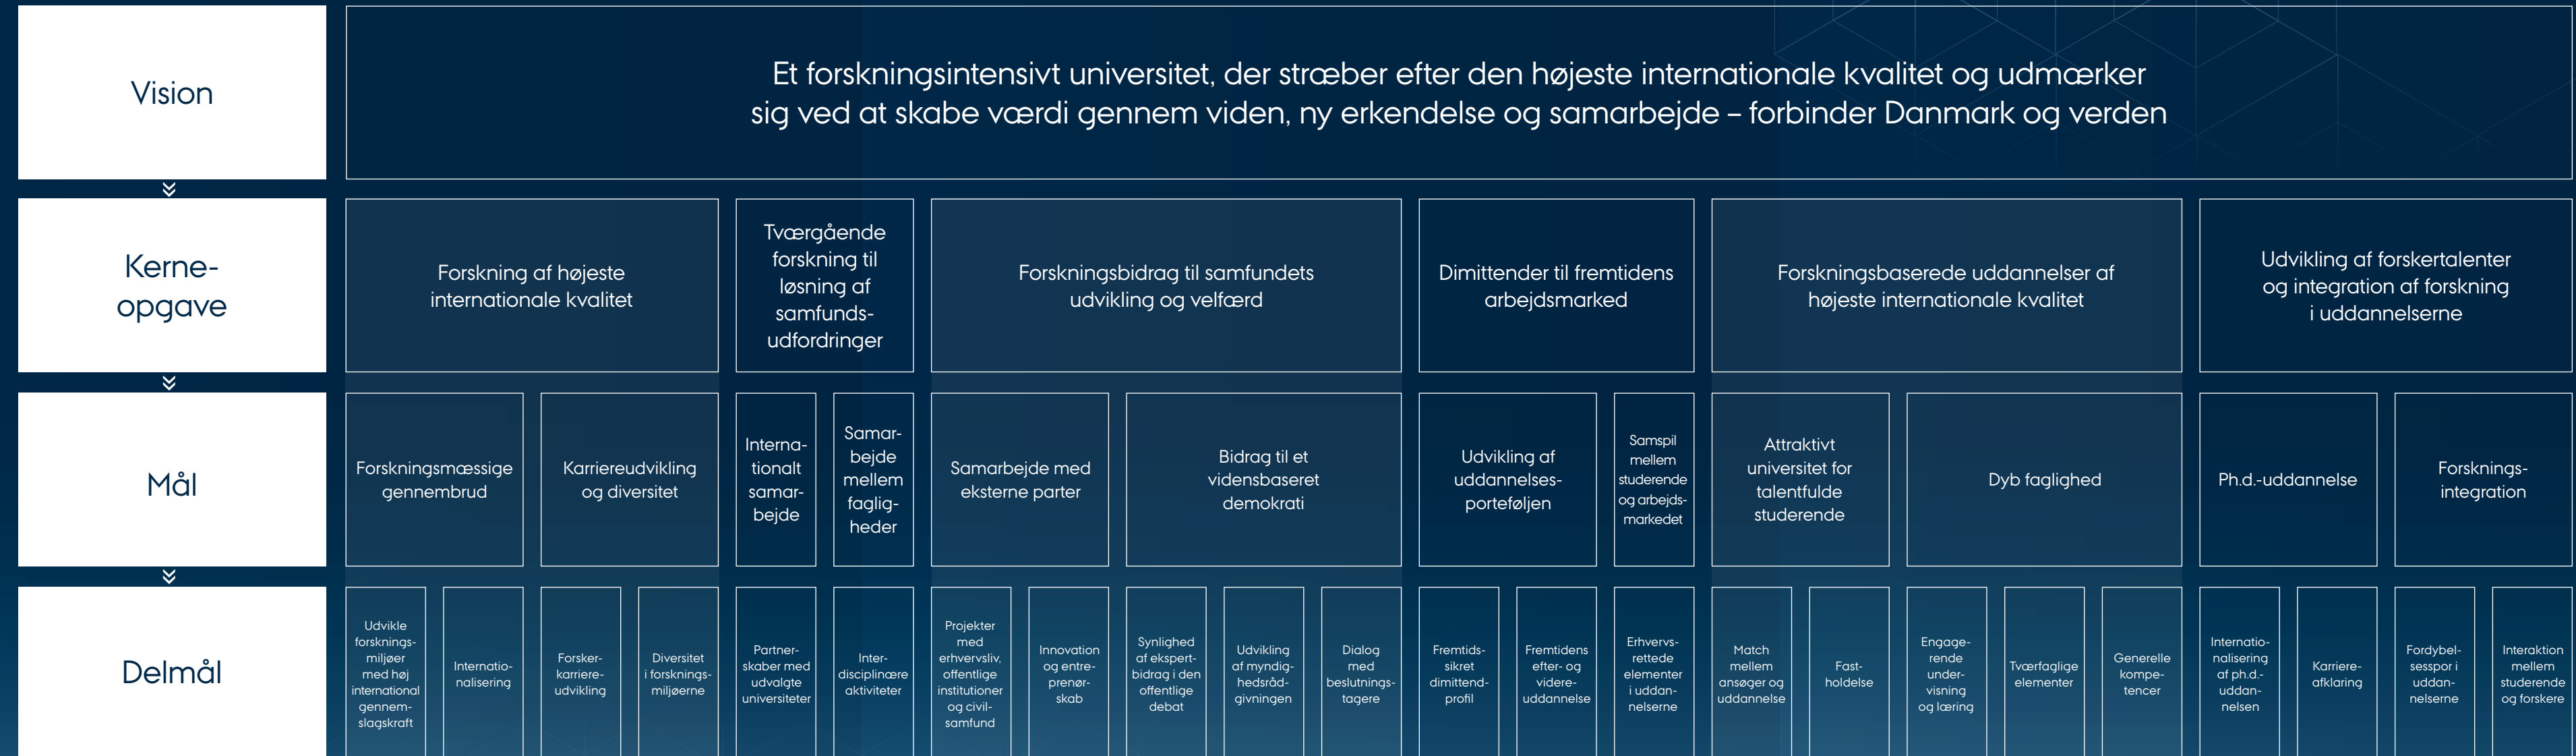 Vision
Et forskningsintensivt universitet, der stræber efter den højeste internationale kvalitet og udmærker
sig ved at skabe værdi gennem viden, ny erkendelse og samarbejde – forbinder Danmark og verden
Kerne-
opgave
Forskning af højeste
internationale kvalitet
Tværgående
forskning til
løsning af
samfunds-
udfordringer
Forskningsbidrag til samfundets
udvikling og velfærd
Dimittender til fremtidens
arbejdsmarked
Forskningsbaserede uddannelser af
højeste internationale kvalitet
Udvikling af forskertalenter
og integration af forskning
i uddannelserne
Mål
Forskningsmæssige
gennembrud
Karriereudvikling
og diversitet
Interna-
tionalt
samar-
bejde
Samar-
bejde
mellem
faglig-
heder
Samarbejde med
eksterne parter
Bidrag til et
vidensbaseret
demokrati
Udvikling af
uddannelses-
porteføljen
Samspil
mellem
studerende
og arbejds-
markedet
Attraktivt
universitet for
talentfulde
studerende
Dyb faglighed
Ph.d.-uddannelse
Forsknings-
integration
Delmål
Udvikle
forsknings-
miljøer
med høj
international
gennem-
slagskraft
Internatio-
nalisering
Forsker-
karriere-
udvikling
Diversitet
i forsknings-
miljøerne
Partner-
skaber med
udvalgte
universiteter
Inter-
disciplinære
aktiviteter
Projekter
med
erhvervsliv,
offentlige
institutioner
og civil-
samfund
Innovation
og entre-
prenør-
skab
Synlighed
af ekspert-
bidrag i den
offentlige
debat
Udvikling
af myndig-
hedsråd-
givningen
Dialog
med
beslutnings-
tagere
Fremtids-
sikret
dimittend-
profil
Fremtidens
efter- og
videre-
uddannelse
Erhvervs-
rettede
elementer
i uddan-
nelserne
Match
mellem
ansøger og
uddannelse
Fast-
holdelse
Engage-
rende
under-
visning
og læring
Tværfaglige
elementer
Generelle
kompe-
tencer
Internatio-
nalisering
af ph.d.-
uddan-
nelsen
Karriere-
afklaring
Fordybel-
sesspor i
uddan-
nelserne
Interaktion
mellem
studerende
og forskere